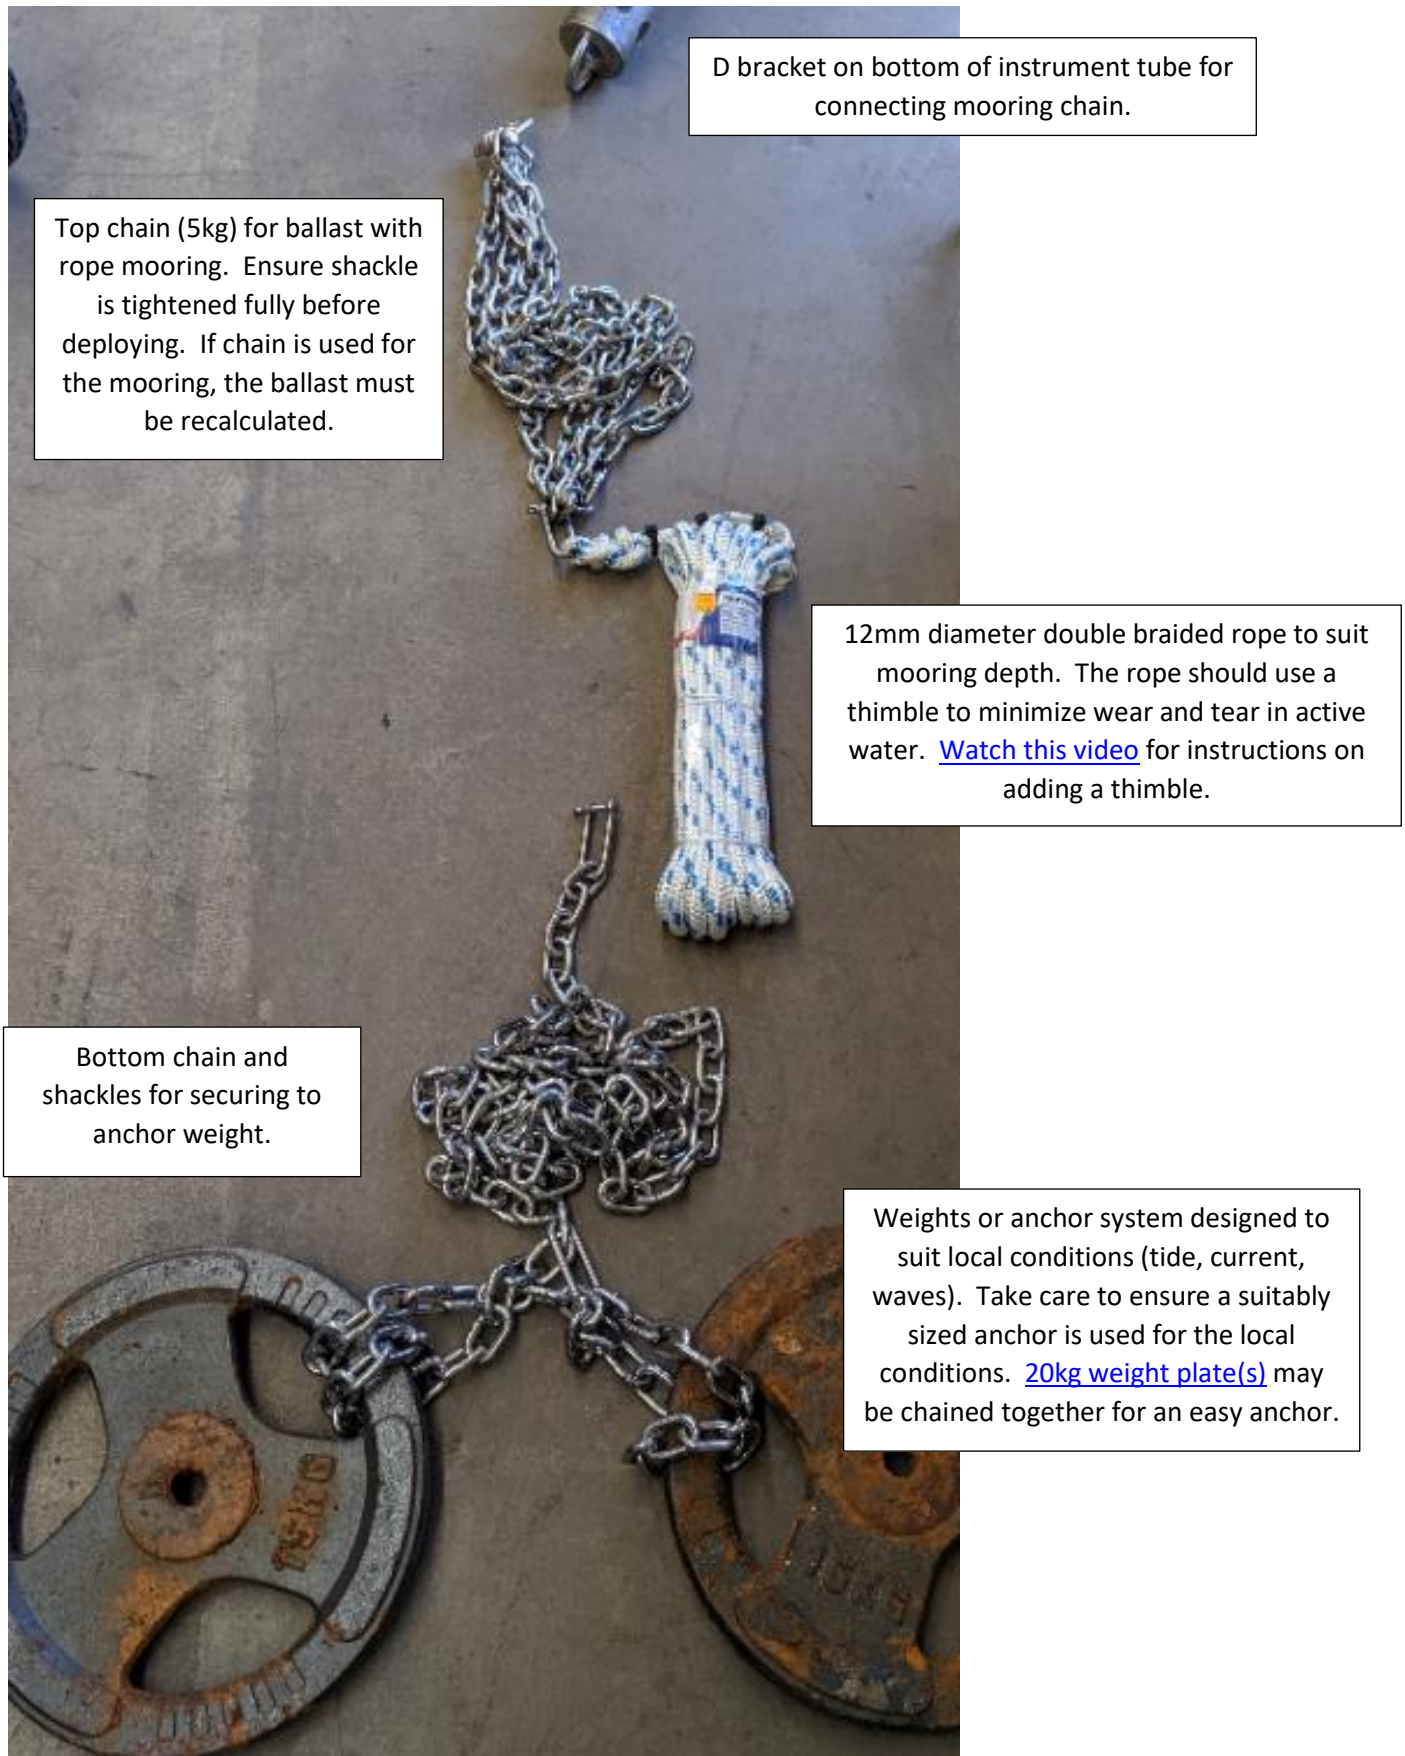 D bracket on bottom of instrument tube for
connecting mooring chain.
Top chain (5kg) for ballast with
rope mooring. Ensure shackle
is tightened fully before
deploying. If chain is used for
the mooring, the ballast must
be recalculated.
12mm diameter double braided rope to suit
mooring depth. The rope should use a
thimble to minimize wear and tear in active
water. Watch this video for instructions on
adding a thimble.
Bottom chain and
shackles for securing to
anchor weight.
Weights or anchor system designed to
suit local conditions (tide, current,
waves). Take care to ensure a suitably
sized anchor is used for the local
conditions. 20kg weight plate(s) may
be chained together for an easy anchor.
15KG